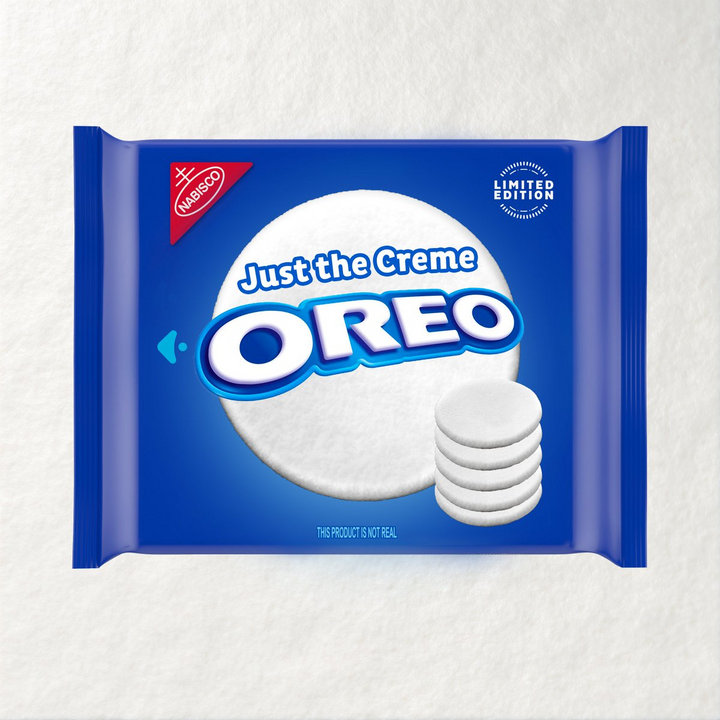 NABISCO
LIMITED
EDITION
Just the Creme
OREO
THIS PRODUCT IS NOT REAL